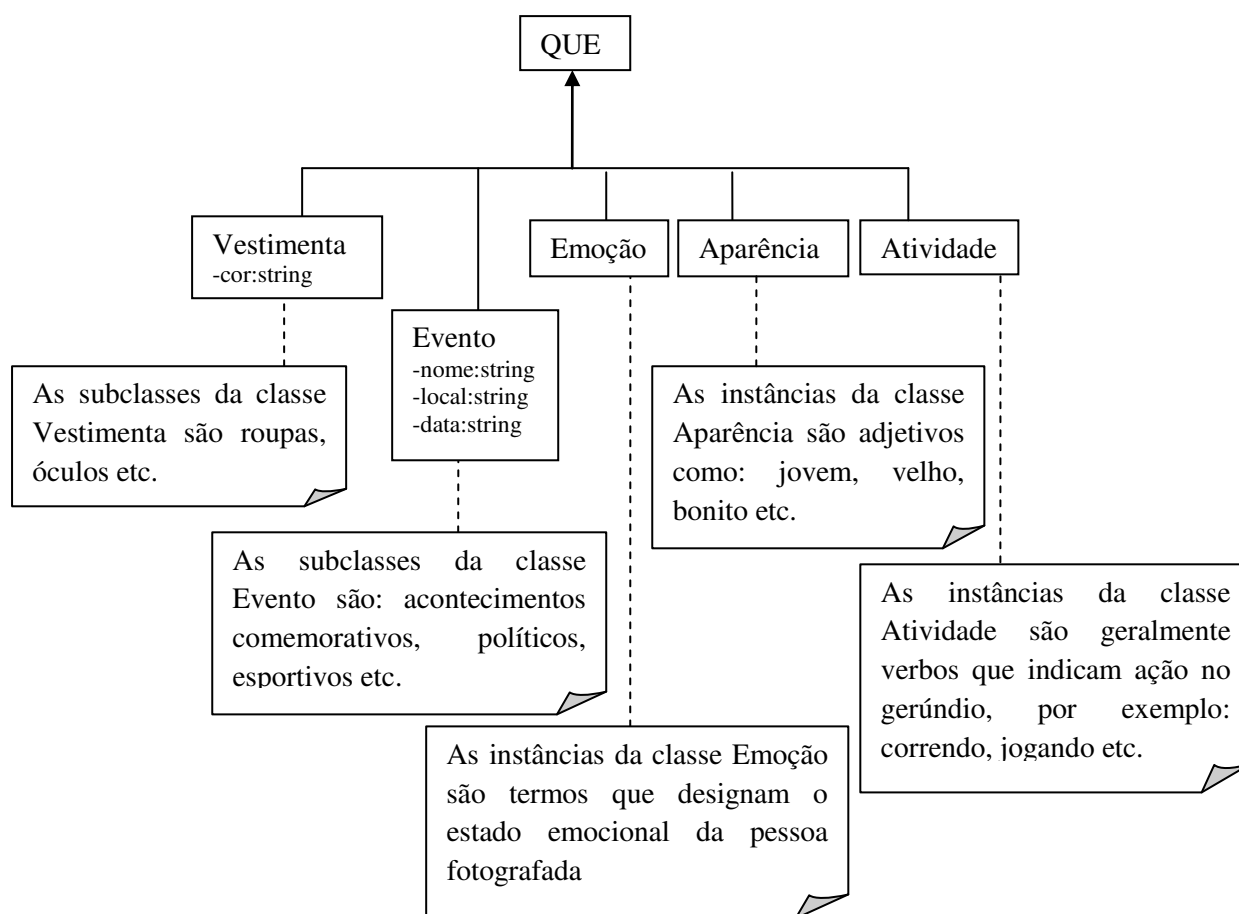 QUE
Vestimenta
-cor:string
Evento
-nome:string
-local:string
-data:string
Emoção
Aparência
Atividade
As subclasses da classe
Vestimenta são roupas,
óculos etc.
As subclasses da classe
Evento são: acontecimentos
comemorativos, políticos,
esportivos etc.
As instâncias da classe Emoção
são termos que designam o
estado emocional da pessoa
fotografada
As instâncias da classe
Aparência são adjetivos
como: jovem, velho,
bonito etc.
As instâncias da classe
Atividade são geralmente
verbos que indicam ação no
gerúndio, por exemplo:
correndo, jogando etc.